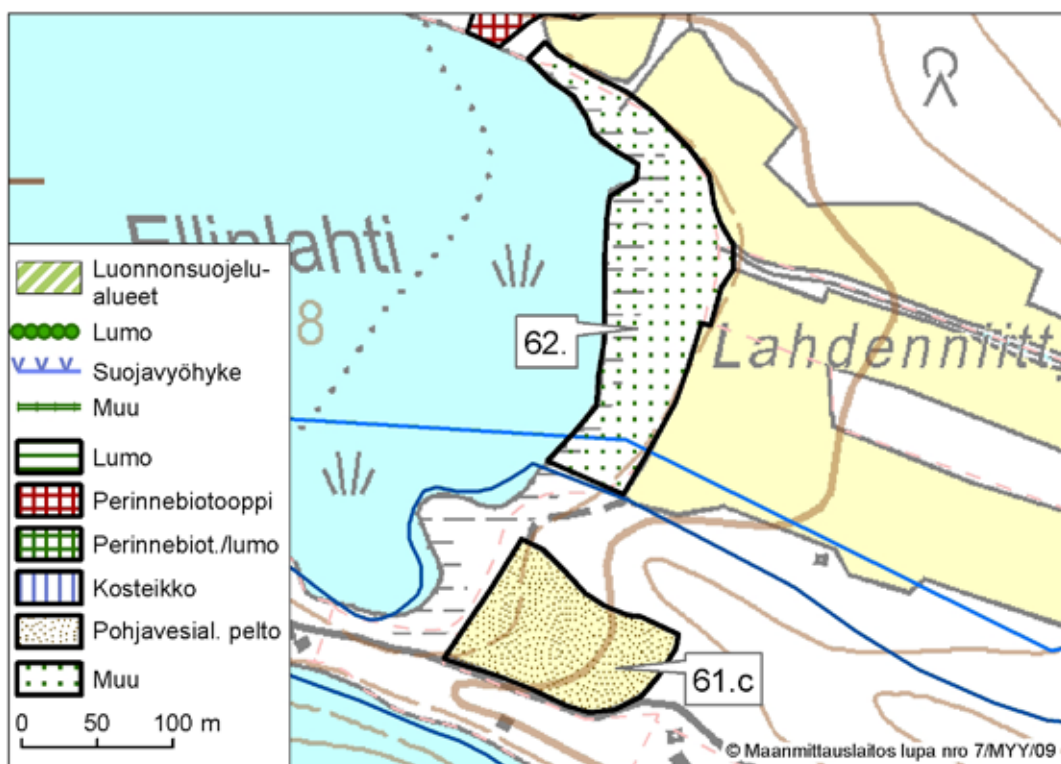 Ellinlahti
8
62.
Lahdenniitty
61.c
Luonnonsuojelu-
alueet
Lumo
Suojavyöhyke
Muu
Lumo
Perinnebiotooppi
Perinnebiot./lumo
Kosteikko
Pohjavesial. pelto
Muu
0 50 100 m
© Maanmittauslaitos lupa nro 7/MYY/09